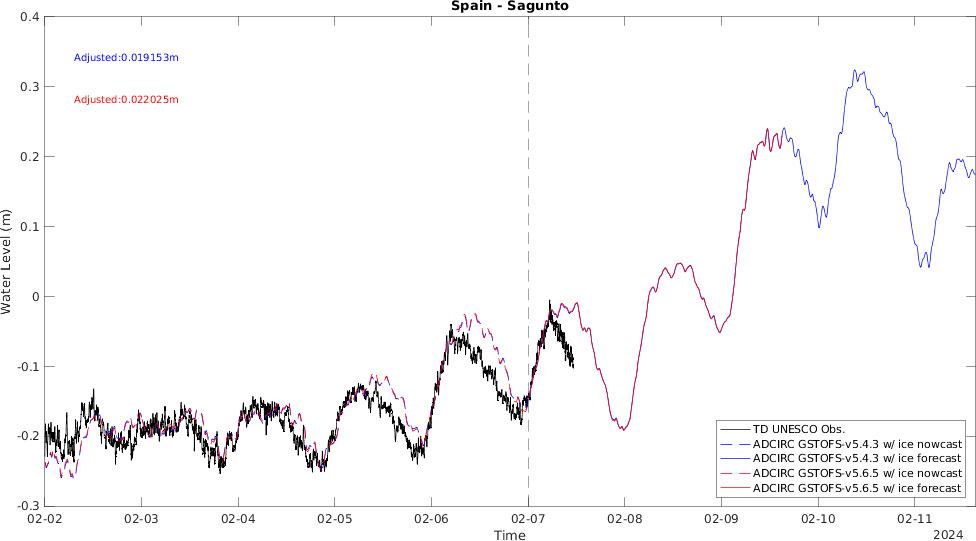 Spain - Sagunto
Adjusted:0.019153m
Adjusted:0.022025m
Water Level (m)
0.4
0.3
0.2
0.1
0
-0.1
-0.2
-0.3
TD UNESCO Obs.
ADCIRC GSTOFS-v5.4.3 w/ ice nowcast
ADCIRC GSTOFS-v5.4.3 w/ ice forecast
ADCIRC GSTOFS-v5.6.5 w/ ice nowcast
ADCIRC GSTOFS-v5.6.5 w/ ice forecast
02-02 02-03 02-04 02-05 02-06 02-07 02-08 02-09 02-10 02-11
Time
2024